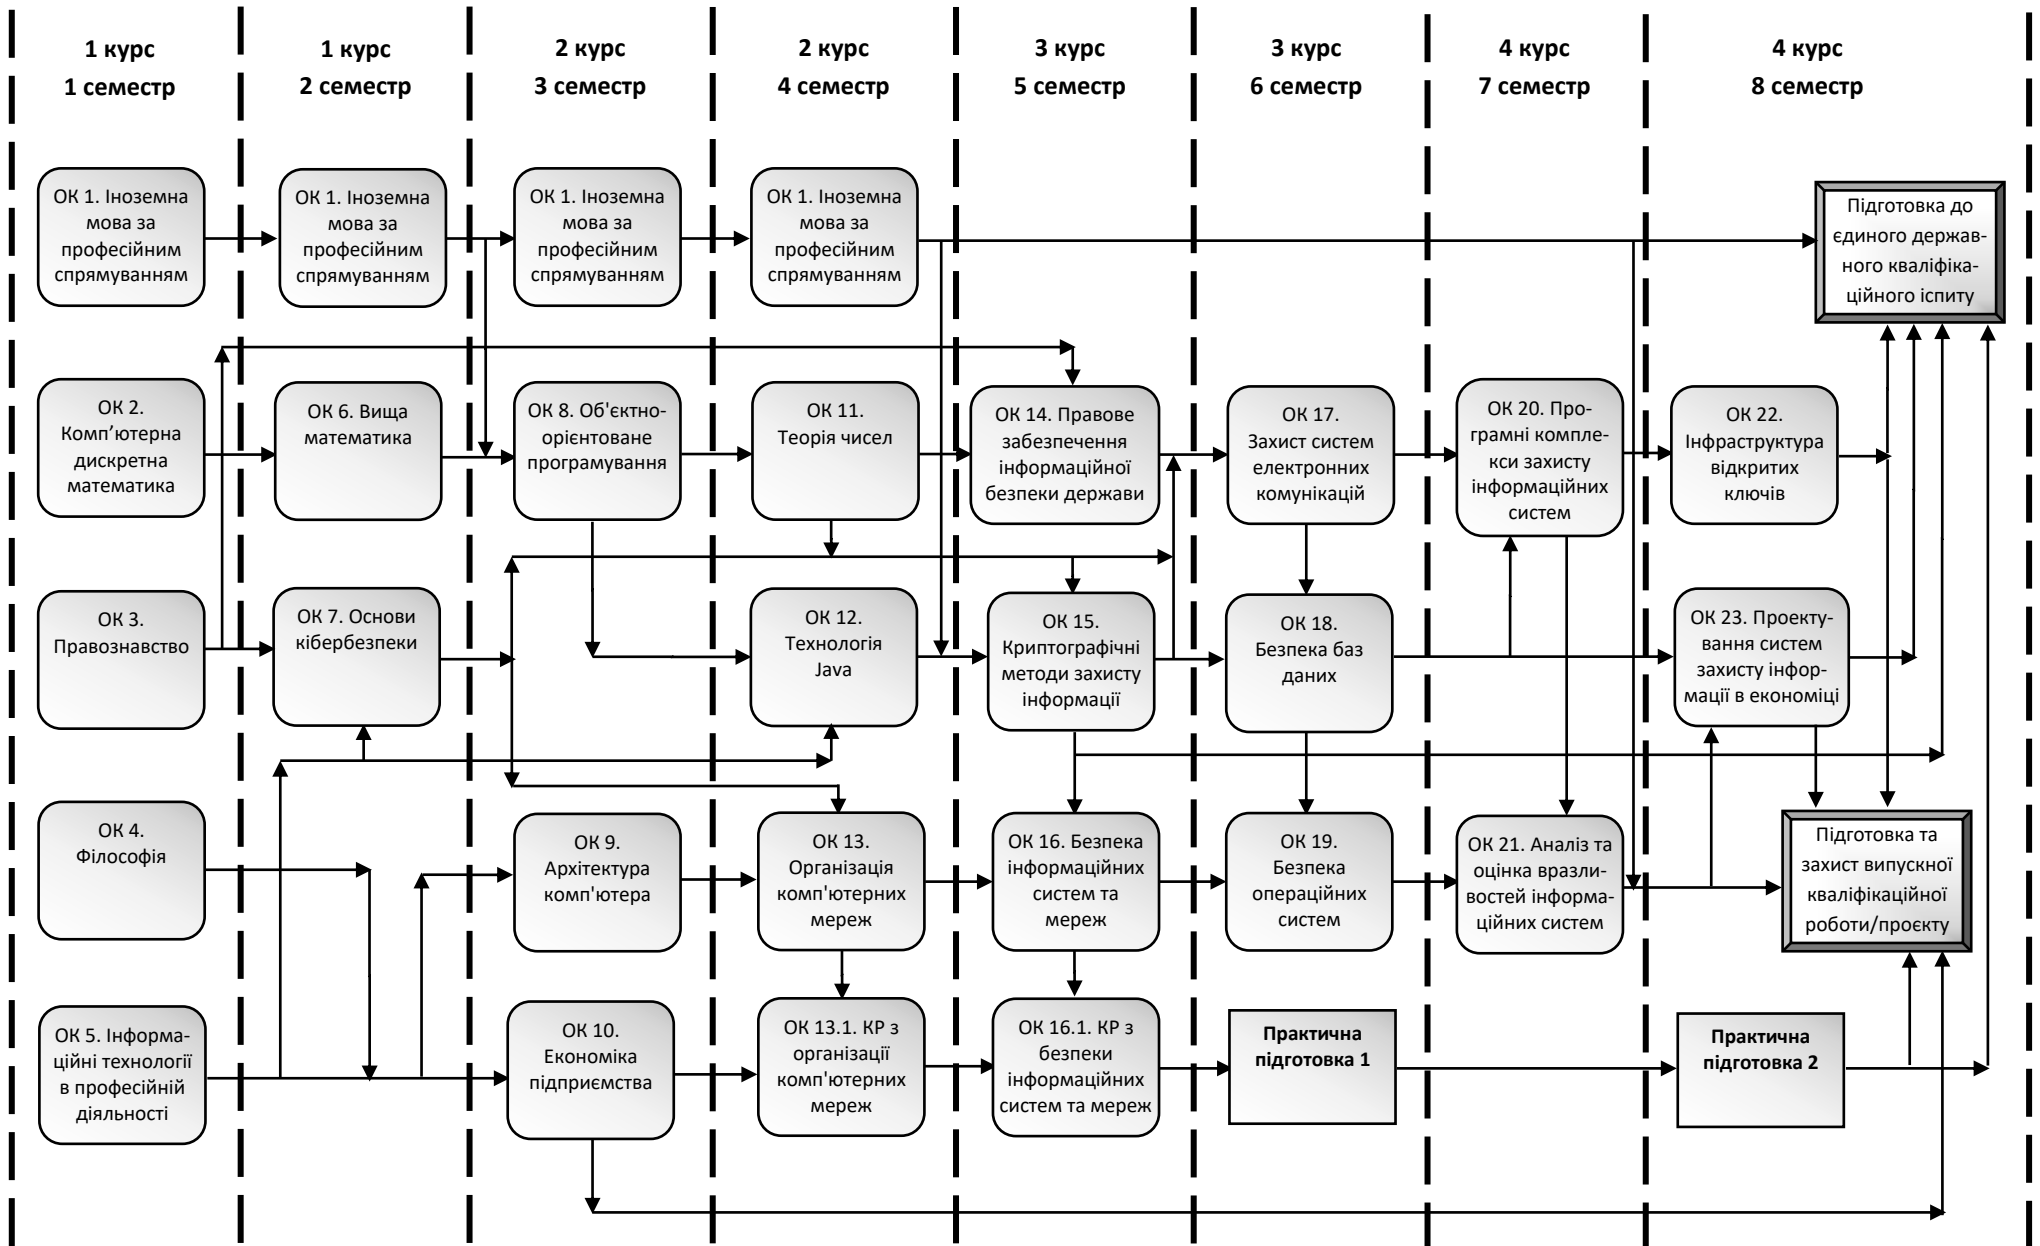 1 курс
1 семестр
1 курс
2 семестр
2 курс
3 семестр
2 курс
4 семестр
3 курс
5 семестр
3 курс
6 семестр
4 курс
7 семестр
4 курс
8 семестр
ОК 1. Іноземна
мова за
професійним
спрямуванням
ОК 1. Іноземна
мова за
професійним
спрямуванням
ОК 1. Іноземна
мова за
професійним
спрямуванням
ОК 1. Іноземна
мова за
професійним
спрямуванням
Підготовка до
єдиного держав-
ного кваліфіка-
ційного іспиту
ОК 2.
Комп’ютерна
дискретна
математика
ОК 6. Вища
математика
ОК 8. Об'єктно-
орієнтоване
програмування
ОК 11.
Теорія чисел
ОК 14. Правове
забезпечення
інформаційної
безпеки держави
ОК 17.
Захист систем
електронних
комунікацій
ОК 20. Про-
грамні компле-
кси захисту
інформаційних
систем
ОК 22.
Інфраструктура
відкритих
ключів
ОК 3.
Правознавство
ОК 7. Основи
кібербезпеки
ОК 12.
Технологія
Java
ОК 15.
Криптографічні
методи захисту
інформації
ОК 18.
Безпека баз
даних
ОК 23. Проекту-
вання систем
захисту інфор-
мації в економіці
ОК 4.
Філософія
ОК 9.
Архітектура
комп'ютера
ОК 13.
Організація
комп'ютерних
мереж
ОК 16. Безпека
інформаційних
систем та
мереж
ОК 19.
Безпека
операційних
систем
ОК 21. Аналіз та
оцінка вразли-
востей інформа-
ційних систем
Підготовка та
захист випускної
кваліфікаційної
роботи/проєкту
ОК 5. Інформа-
ційні технології
в професійній
діяльності
ОК 10.
Економіка
підприємства
ОК 13.1. КР з
організації
комп'ютерних
мереж
ОК 16.1. КР з
безпеки
інформаційних
систем та мереж
Практична
підготовка 1
Практична
підготовка 2